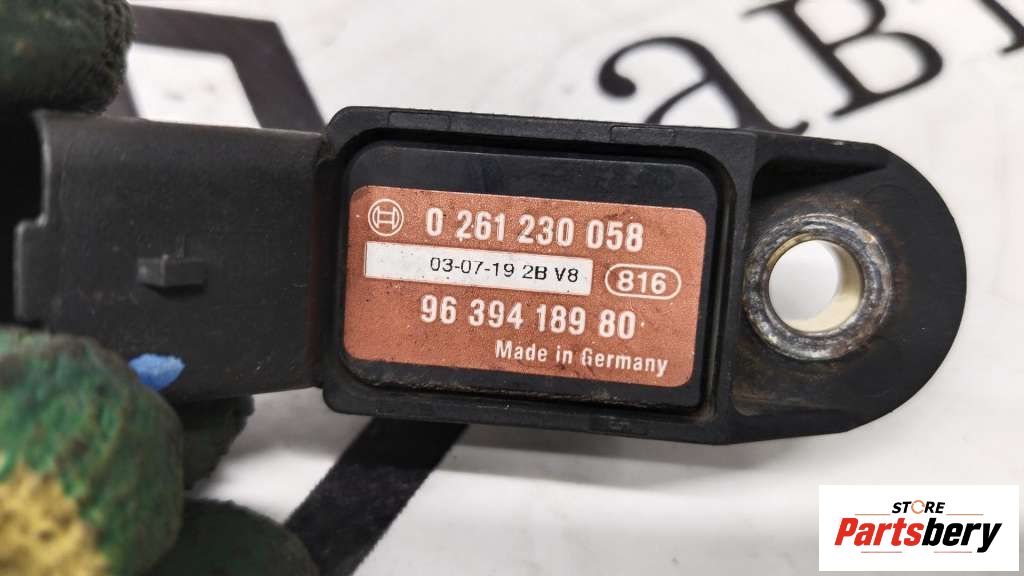 ав
0 261 230 058
03-07-19 2B V8
816
96 394 189 80
Made in Germany
STORE
Partsbery